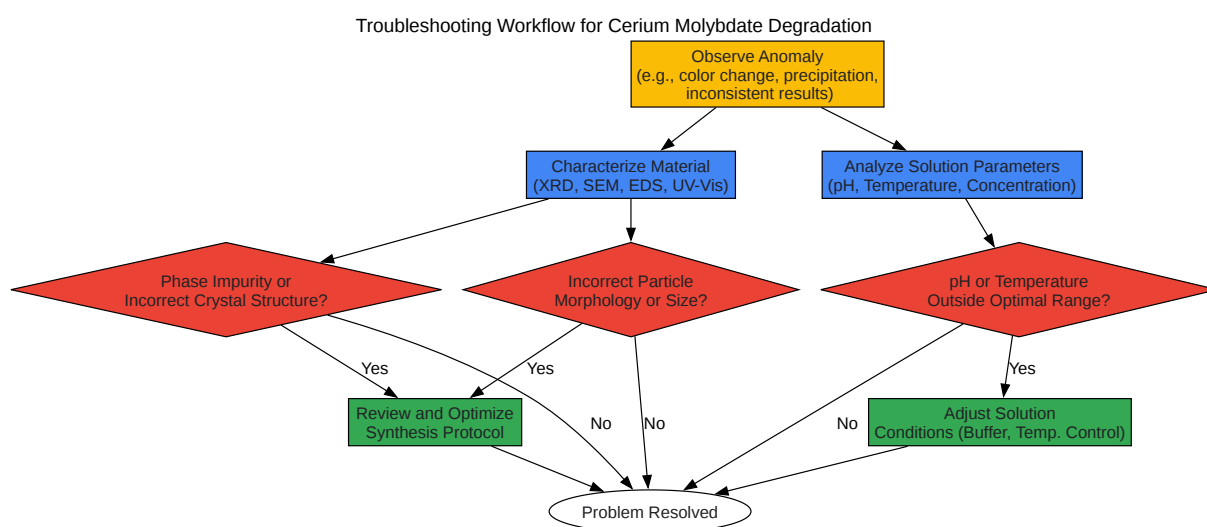 Troubleshooting Workflow for Cerium Molybdate Degradation
Observe Anomaly
(e.g., color change, precipitation,
inconsistent results)
Characterize Material
(XRD, SEM, EDS, UV-Vis)
Analyze Solution Parameters
(pH, Temperature, Concentration)
Phase Impurity or
Incorrect Crystal Structure?
Incorrect Particle
Morphology or Size?
pH or Temperature
Outside Optimal Range?
Yes
Yes
Yes
Review and Optimize
Synthesis Protocol
No
No
No
Adjust Solution
Conditions (Buffer, Temp. Control)
Problem Resolved